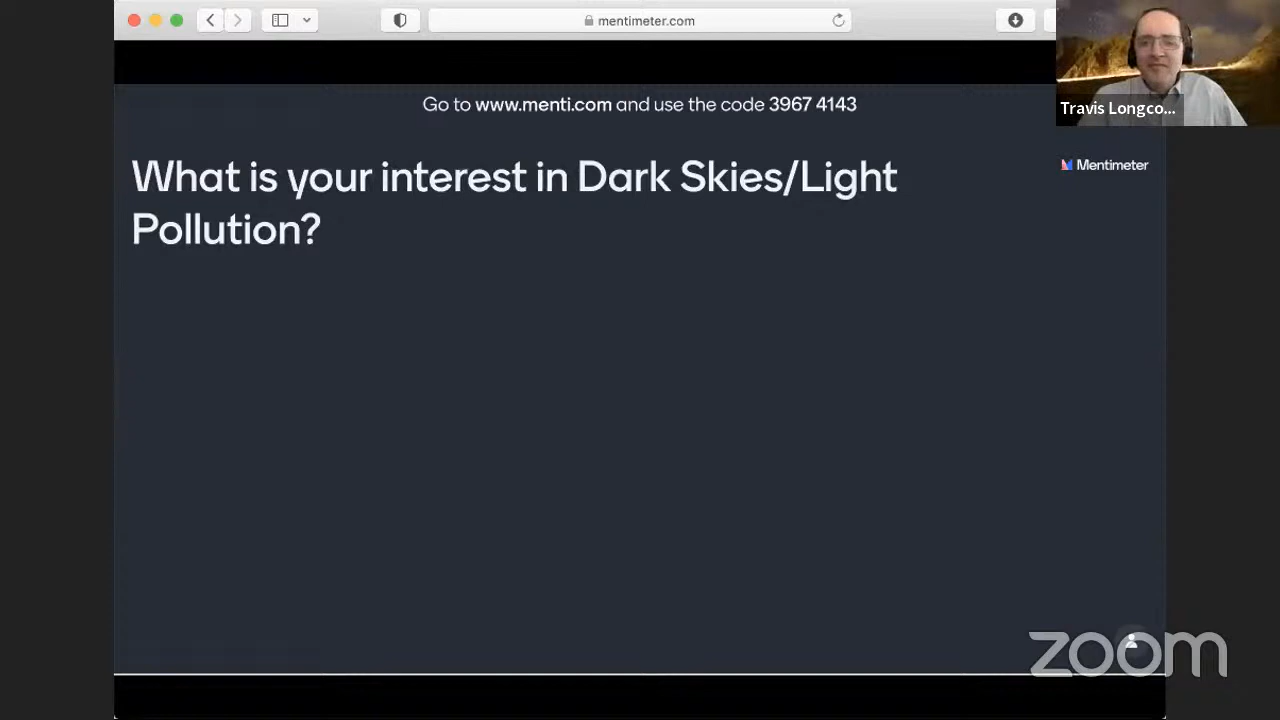 mentimeter.com
Go to www.menti.com and use the code 3967 4143
Travis Longco...
Mentimeter
What is your interest in Dark Skies/Light
Pollution?
zoom